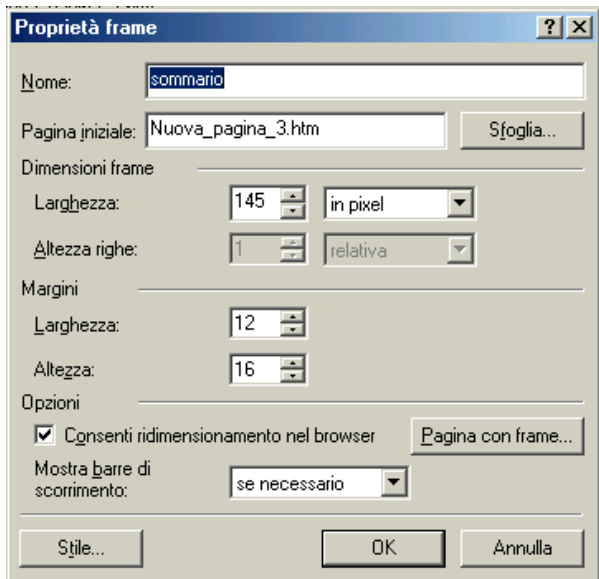 Proprietà frame
Nome: sommario
Pagina iniziale: Nuova_pagina_3.htm Sfoglia...
Dimensioni frame
Larghezza: 145 in pixel
Altezza righe: 1 relativa
Margini
Larghezza: 12
Altezza: 16
Opzioni
Consenti ridimensionamento nel browser Pagina con frame...
Mostra barre di
scorrimento: se necessario
Stile... OK Annulla